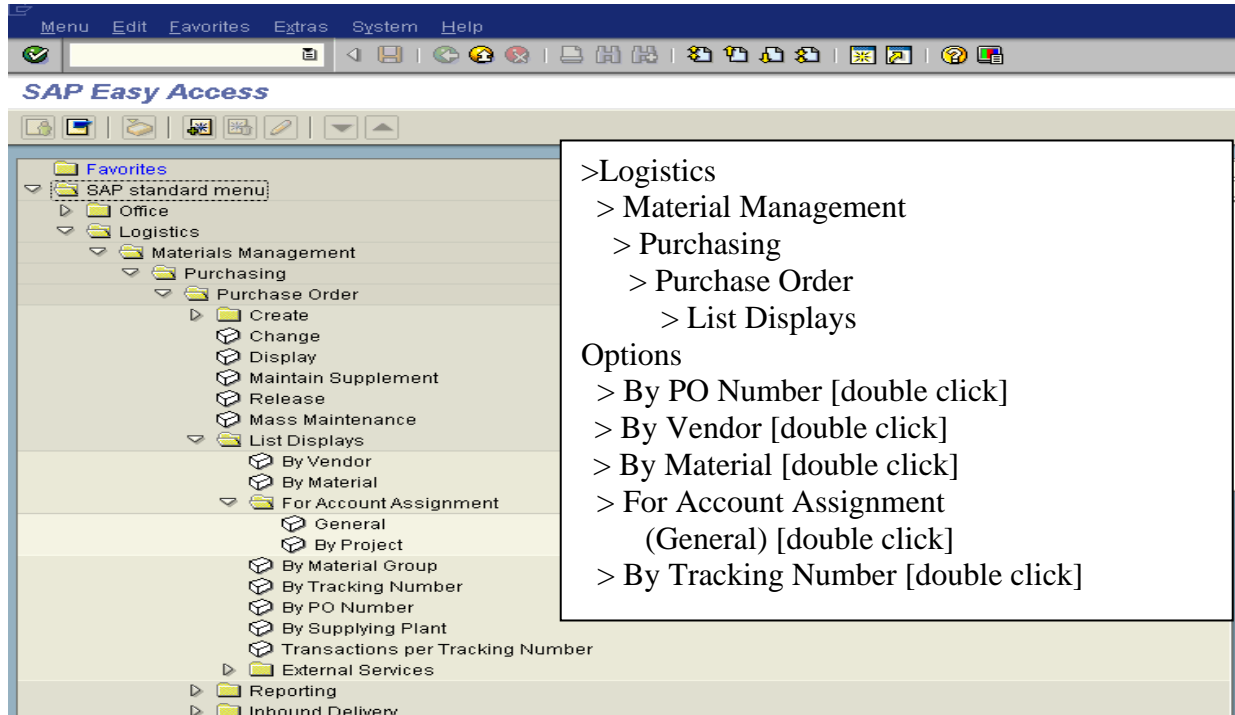 Menu Edit Favorites Extras System Help
SAP Easy Access
Favorites
SAP standard menu
Office
Logistics
Materials Management
Purchasing
Purchase Order
Create
Change
Display
Maintain Supplement
Release
Mass Maintenance
List Displays
By Vendor
By Material
For Account Assignment
General
By Project
By Material Group
By Tracking Number
By PO Number
By Supplying Plant
Transactions per Tracking Number
External Services
Reporting
Inbound Delivery
>Logistics
> Material Management
> Purchasing
> Purchase Order
> List Displays
Options
> By PO Number [double click]
> By Vendor [double click]
> By Material [double click]
> For Account Assignment
(General) [double click]
> By Tracking Number [double click]